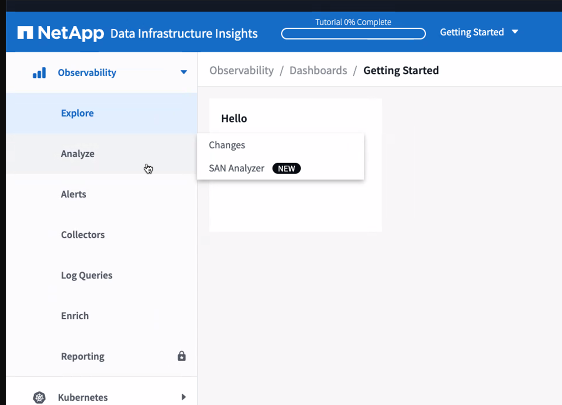 Tutorial 0% Complete
NetApp Data Infrastructure Insights
Getting Started
Observability
Observability / Dashboards / Getting Started
Explore
Hello
Changes
Analyze
SAN Analyzer NEW
Alerts
Collectors
Log Queries
Enrich
Reporting
Kubernetes